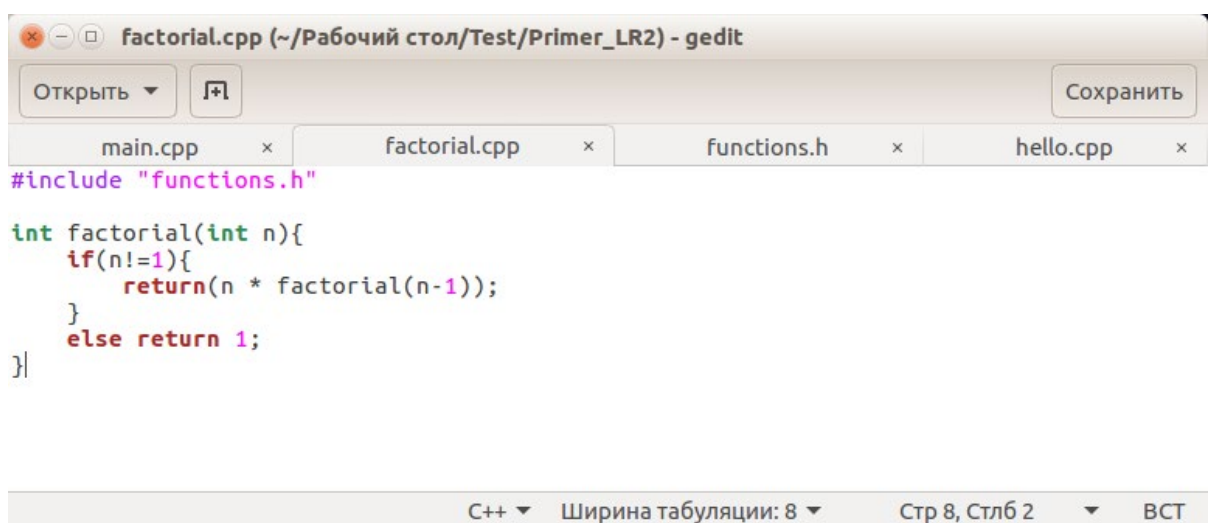 factorial.cpp (~/Рабочий стол/Test/Primer_LR2) - gedit
Открыть Сохранить
main.cpp × factorial.cpp × functions.h × hello.cpp ×
#include "functions.h"

int factorial(int n){
    if(n!=1){
        return(n * factorial(n-1));
    }
    else return 1;
}
C++ Ширина табуляции: 8 Стр 8, Стлб 2 ВСТ